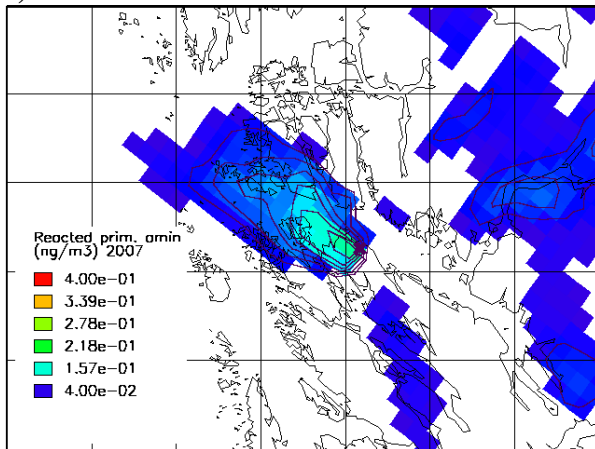 Reacted prim. amin
(ng/m3) 2007
4.00e-01
3.39e-01
2.78e-01
2.18e-01
1.57e-01
4.00e-02